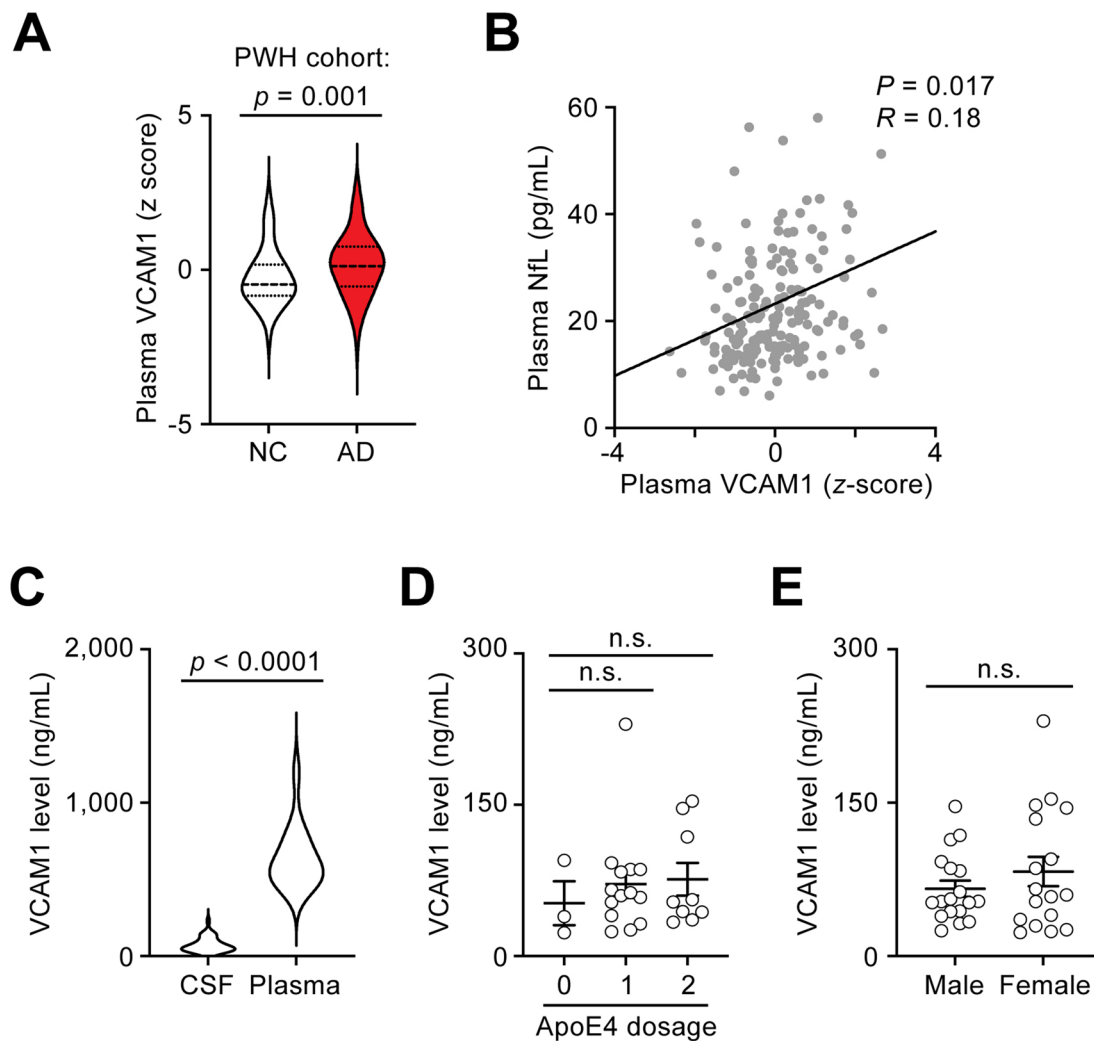 A
PWH cohort:
p = 0.001
Plasma VCAM1 (z score)
5
0
-5
NC AD
B
P = 0.017
R = 0.18
Plasma NfL (pg/mL)
60
40
20
0
-4 0 4
Plasma VCAM1 (z-score)
C
p < 0.0001
VCAM1 level (ng/mL)
2,000
1,000
0
CSF Plasma
D
n.s.
n.s.
VCAM1 level (ng/mL)
300
150
0
0 1 2
ApoE4 dosage
E
n.s.
VCAM1 level (ng/mL)
300
150
0
Male Female